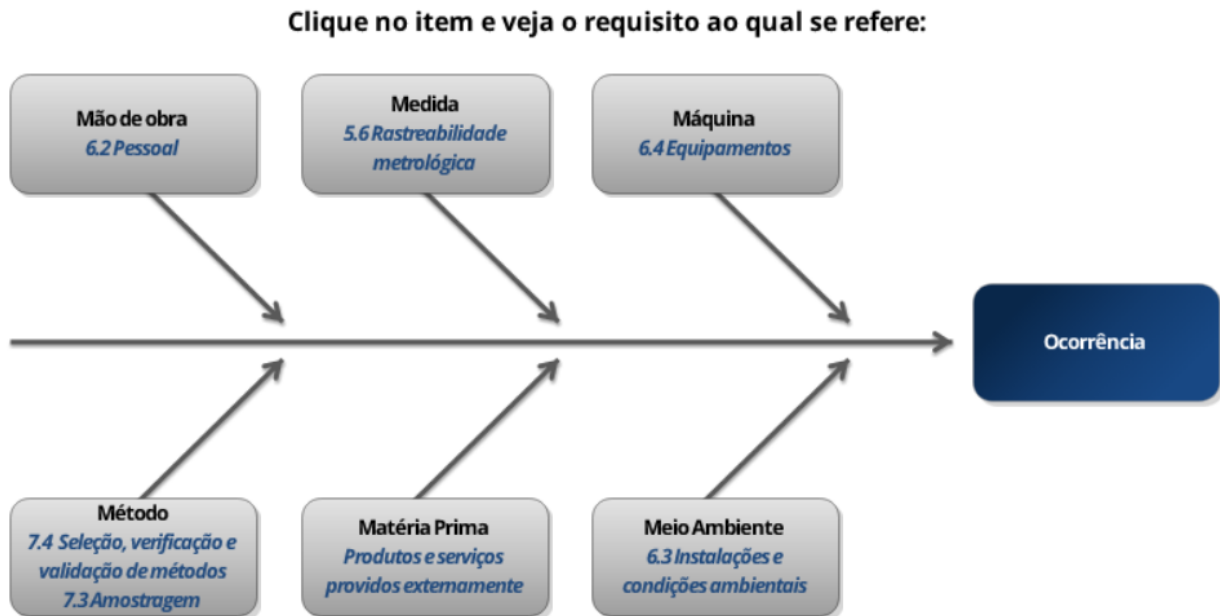 Clique no item e veja o requisito ao qual se refere:
Mão de obra
6.2 Pessoal
Medida
5.6 Rastreabilidade
metrológica
Máquina
6.4 Equipamentos
Ocorrência
Método
7.4 Seleção, verificação e
validação de métodos
7.3 Amostragem
Matéria Prima
Produtos e serviços
providos externamente
Meio Ambiente
6.3 Instalações e
condições ambientais